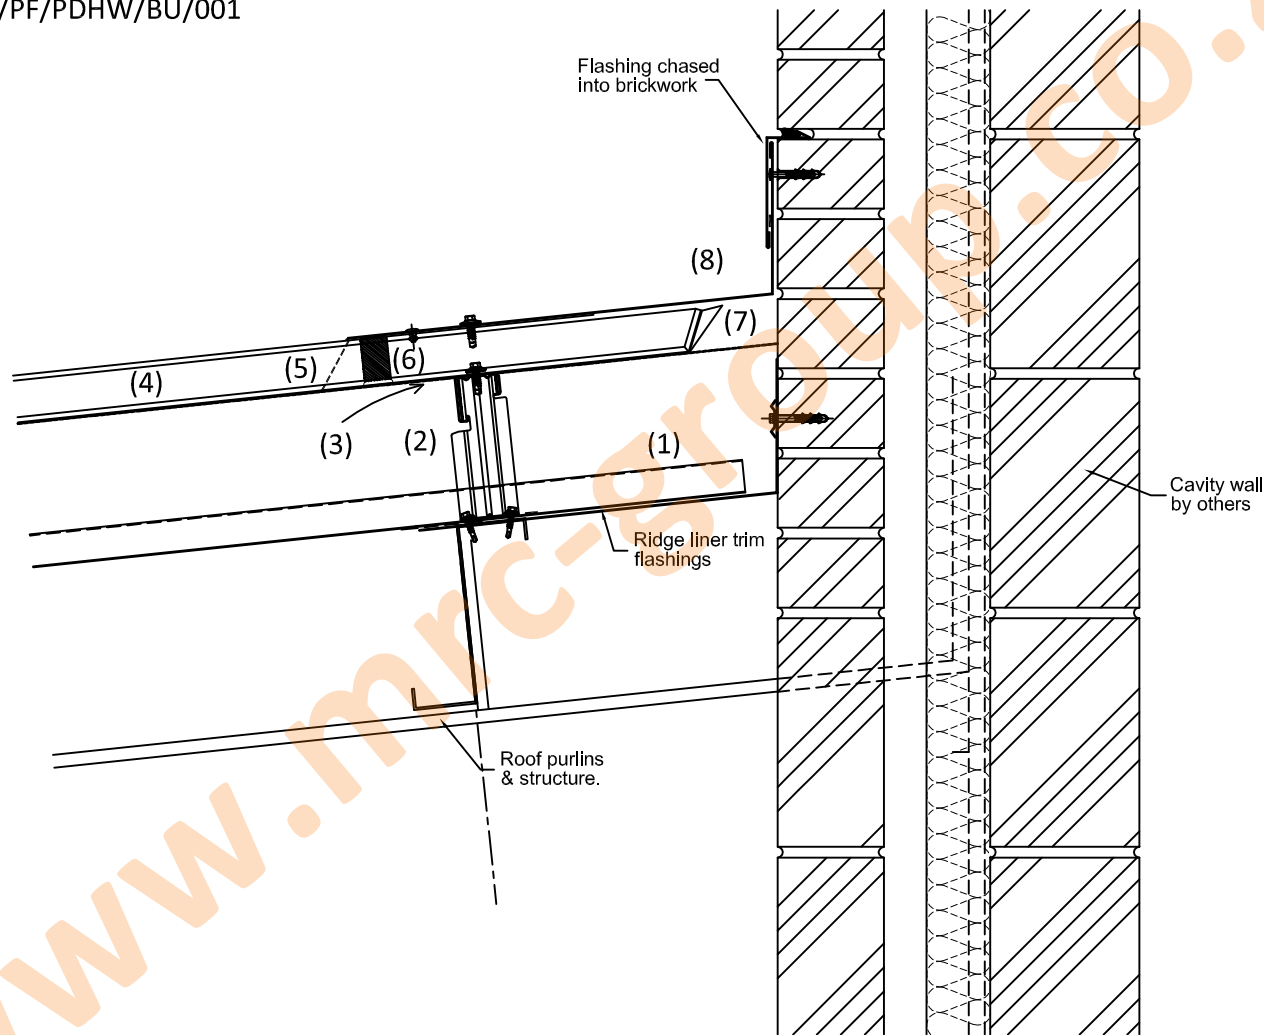 /PF/PDHW/BU/001
Flashing chased
into brickwork
(8)
(7)
(6)
(5)
(4)
(3)
(2)
(1)
Cavity wall
by others
Ridge liner trim
flashings
Roof purlins
& structure.
www.mrc-group.co.